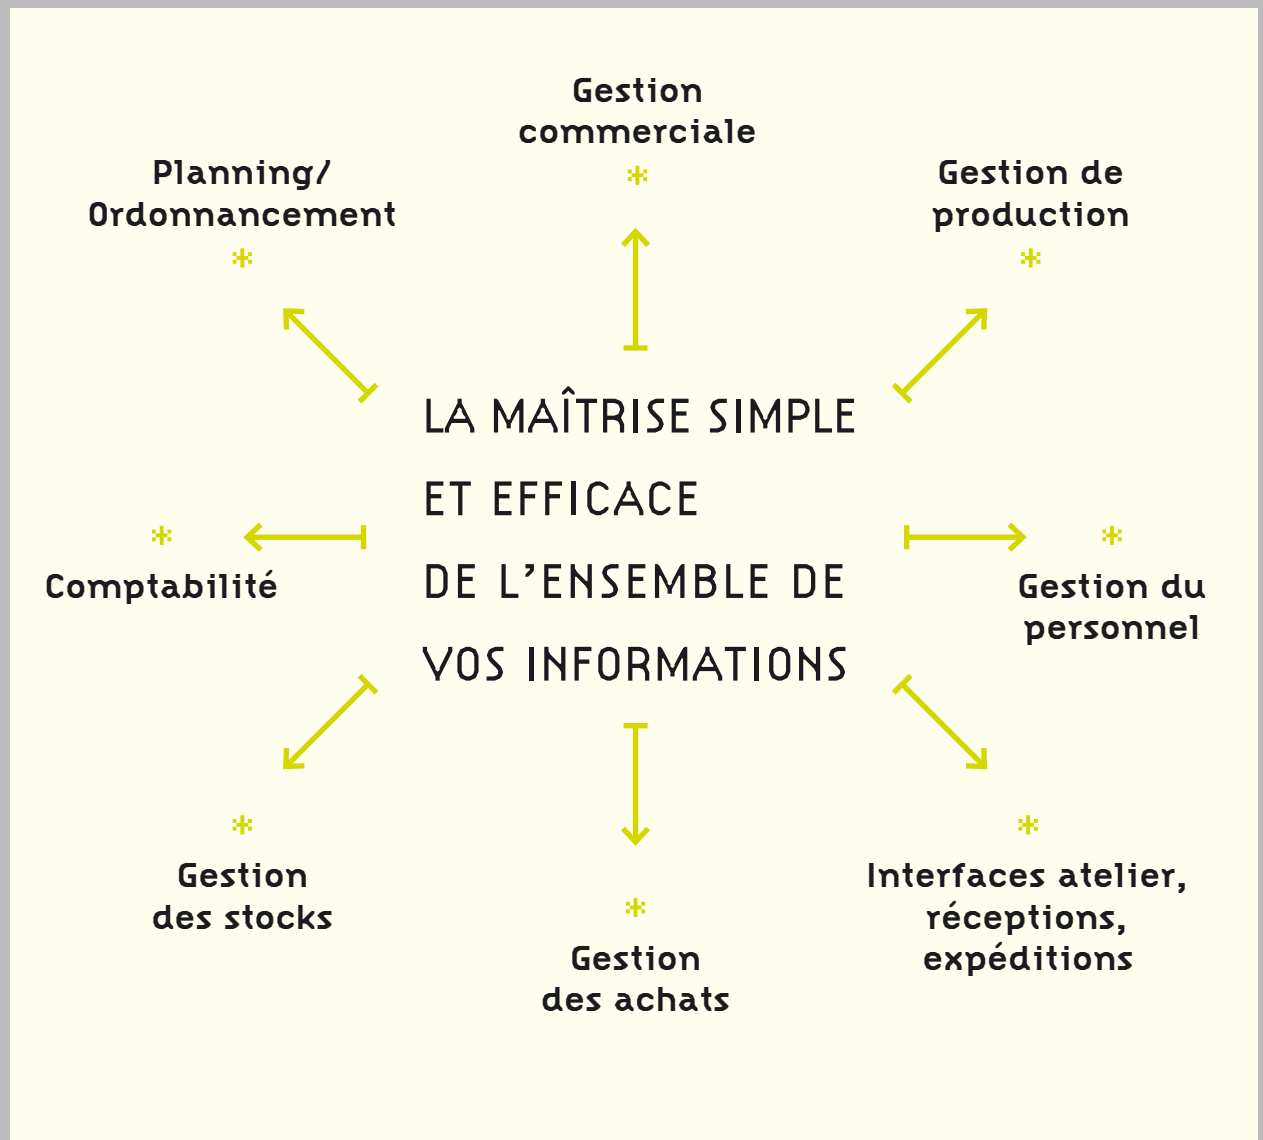 Gestion
commerciale
Planning/
Ordonnancement
Gestion de
production
LA MAÎTRISE SIMPLE
ET EFFICACE
DE L’ENSEMBLE DE
VOS INFORMATIONS
Comptabilité
Gestion du
personnel
Gestion
des stocks
Gestion
des achats
Interfaces atelier,
réceptions,
expéditions